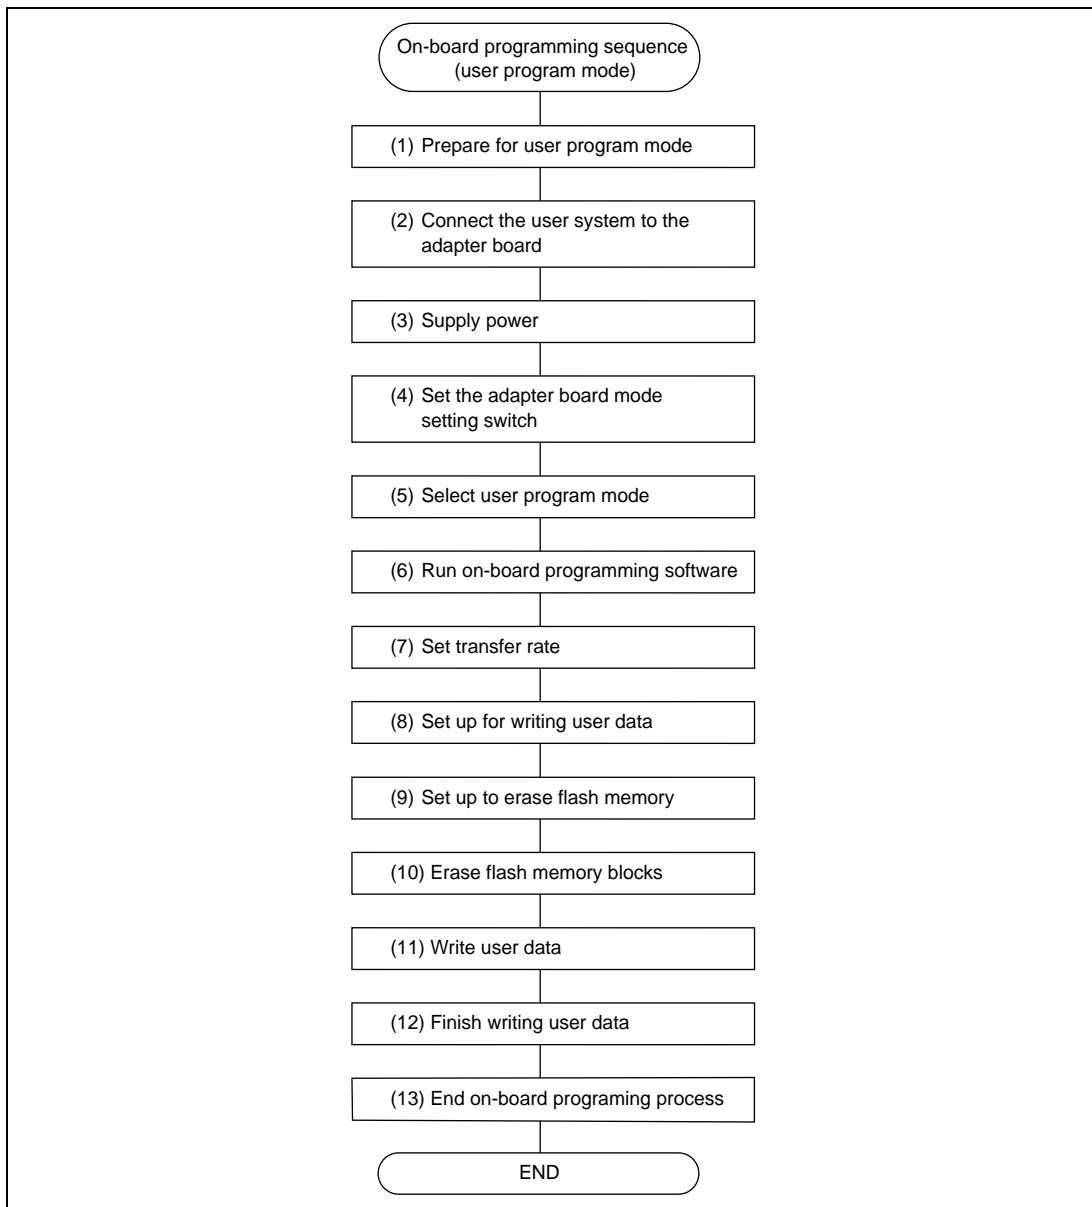 On-board programming sequence
(user program mode)
(1) Prepare for user program mode
(2) Connect the user system to the
adapter board
(3) Supply power
(4) Set the adapter board mode
setting switch
(5) Select user program mode
(6) Run on-board programming software
(7) Set transfer rate
(8) Set up for writing user data
(9) Set up to erase flash memory
(10) Erase flash memory blocks
(11) Write user data
(12) Finish writing user data
(13) End on-board programing process
END